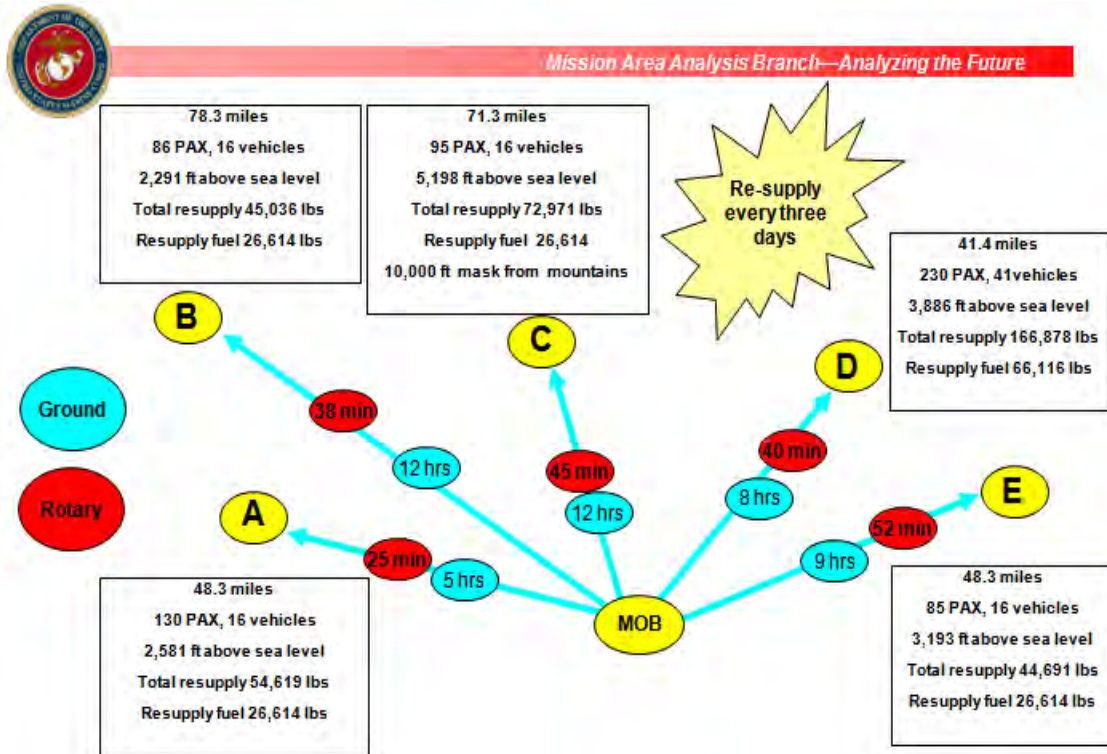 Mission Area Analysis Branch—Analyzing the Future
78.3 miles
86 PAX, 16 vehicles
2,291 ft above sea level
Total resupply 45,036 lbs
Resupply fuel 26,614 lbs
71.3 miles
95 PAX, 16 vehicles
5,198 ft above sea level
Total resupply 72,971 lbs
Resupply fuel 26,614
10,000 ft mask from mountains
Re-supply
every three
days
41.4 miles
230 PAX, 41vehicles
3,886 ft above sea level
Total resupply 166,878 lbs
Resupply fuel 66,116 lbs
B
C
D
Ground
38 min
12 hrs
45 min
12 hrs
40 min
8 hrs
Rotary
A
E
25 min
5 hrs
52 min
9 hrs
MOB
48.3 miles
130 PAX, 16 vehicles
2,581 ft above sea level
Total resupply 54,619 lbs
Resupply fuel 26,614 lbs
48.3 miles
85 PAX, 16 vehicles
3,193 ft above sea level
Total resupply 44,691 lbs
Resupply fuel 26,614 lbs